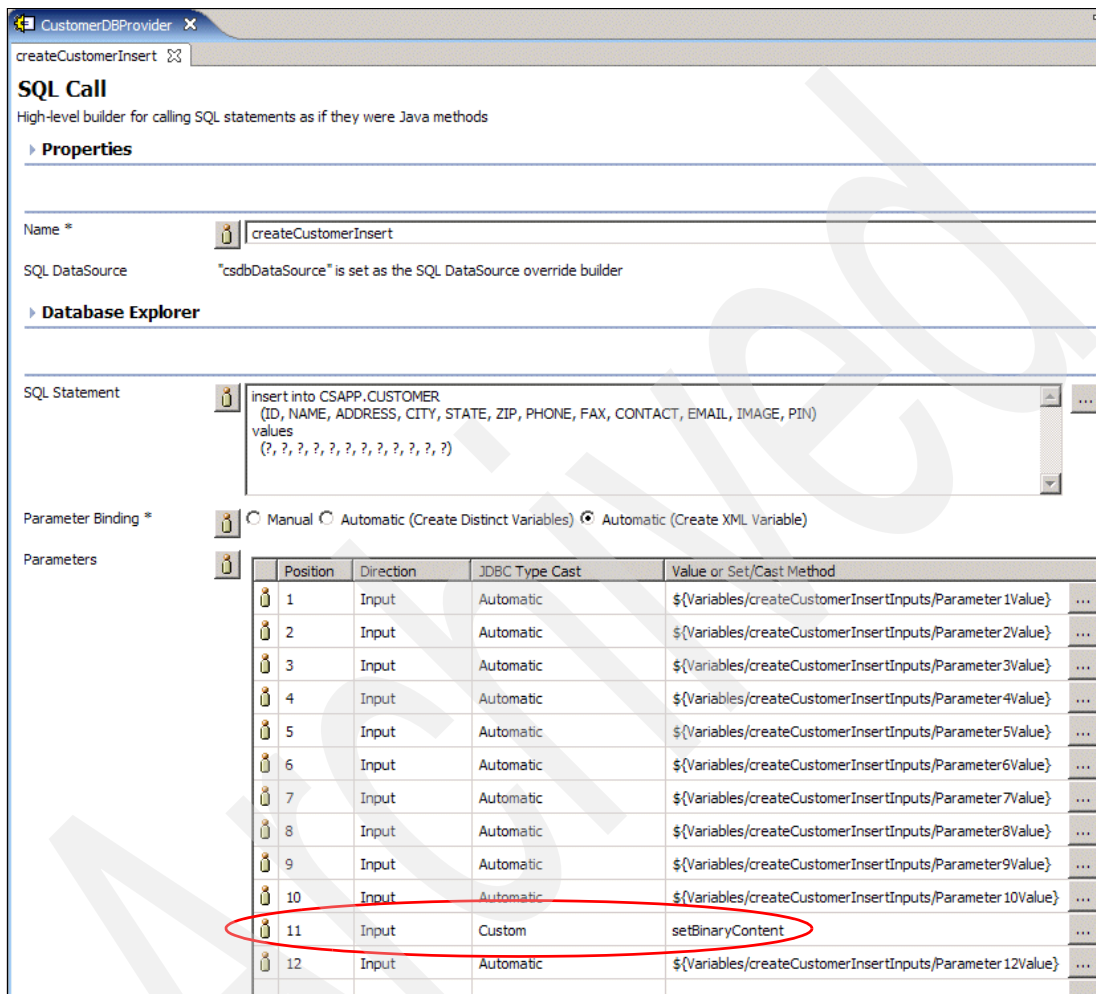 CustomerDBProvider
createCustomerInsert
SQL Call
High-level builder for calling SQL statements as if they were Java methods
Properties
Name * createCustomerInsert
SQL DataSource "csdbDataSource" is set as the SQL DataSource override builder
Database Explorer
SQL Statement insert into CSAPP.CUSTOMER
(ID, NAME, ADDRESS, CITY, STATE, ZIP, PHONE, FAX, CONTACT, EMAIL, IMAGE, PIN)
values
(?, ?, ?, ?, ?, ?, ?, ?, ?, ?, ?, ?)
...
Parameter Binding * Manual Automatic (Create Distinct Variables) Automatic (Create XML Variable)
Parameters
Position Direction JDBC Type Cast Value or Set/Cast Method
1 Input Automatic ${Variables/createCustomerInsertInputs/Parameter1Value} ...
2 Input Automatic ${Variables/createCustomerInsertInputs/Parameter2Value} ...
3 Input Automatic ${Variables/createCustomerInsertInputs/Parameter3Value} ...
4 Input Automatic ${Variables/createCustomerInsertInputs/Parameter4Value} ...
5 Input Automatic ${Variables/createCustomerInsertInputs/Parameter5Value} ...
6 Input Automatic ${Variables/createCustomerInsertInputs/Parameter6Value} ...
7 Input Automatic ${Variables/createCustomerInsertInputs/Parameter7Value} ...
8 Input Automatic ${Variables/createCustomerInsertInputs/Parameter8Value} ...
9 Input Automatic ${Variables/createCustomerInsertInputs/Parameter9Value} ...
10 Input Automatic ${Variables/createCustomerInsertInputs/Parameter10Value} ...
11 Input Custom setBinaryContent ...
12 Input Automatic ${Variables/createCustomerInsertInputs/Parameter12Value} ...
Archived